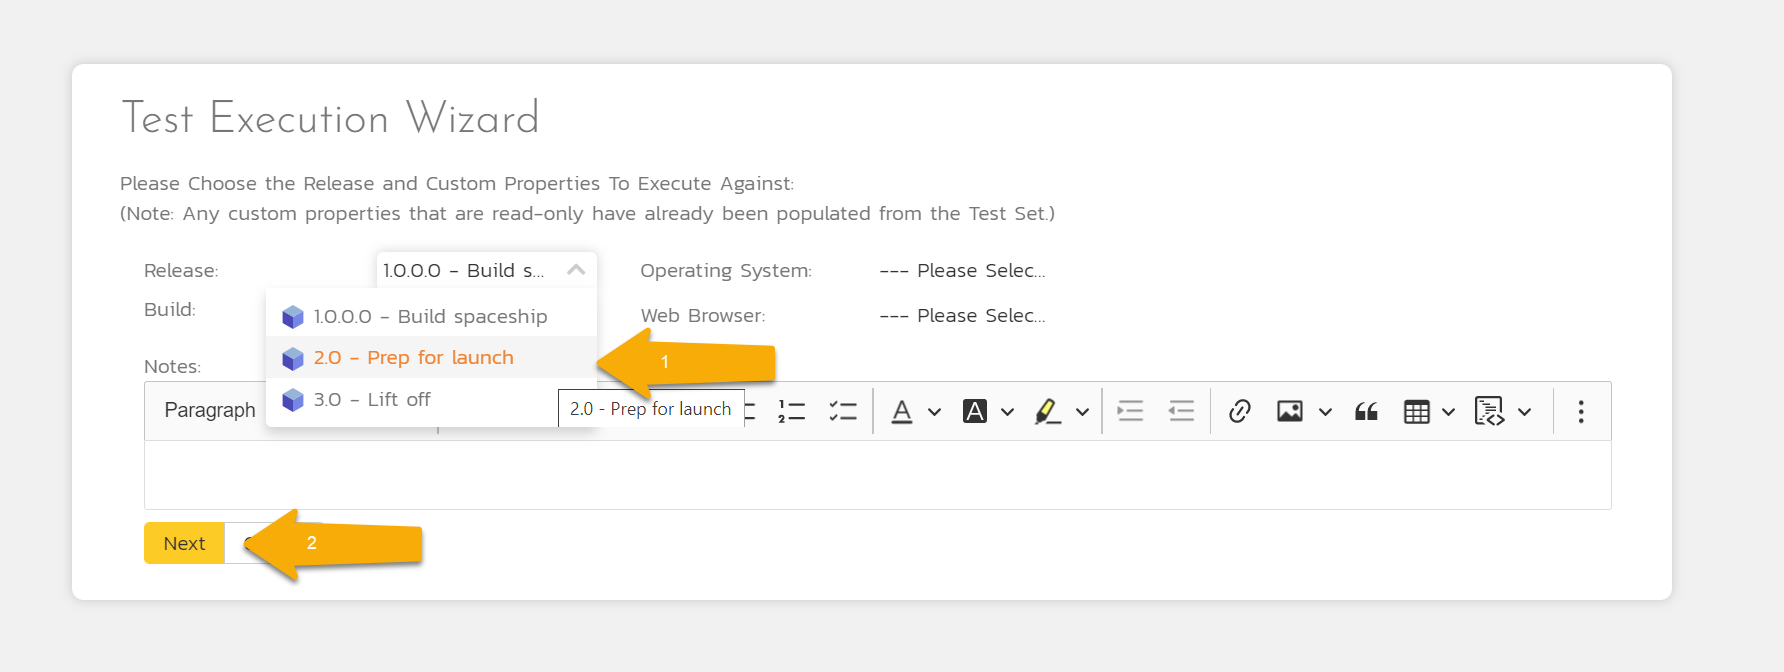 Test Execution Wizard
Please Choose the Release and Custom Properties To Execute Against:
(Note: Any custom properties that are read-only have already been populated from the Test Set.)
Release:
1.0.0.0 - Build s...
Operating System:
--- Please Selec...
Build:
1.0.0.0 - Build spaceship
Web Browser:
--- Please Selec...
2.0 - Prep for launch
1
Notes:
3.0 - Lift off
Paragraph
2.0 - Prep for launch
Next
2